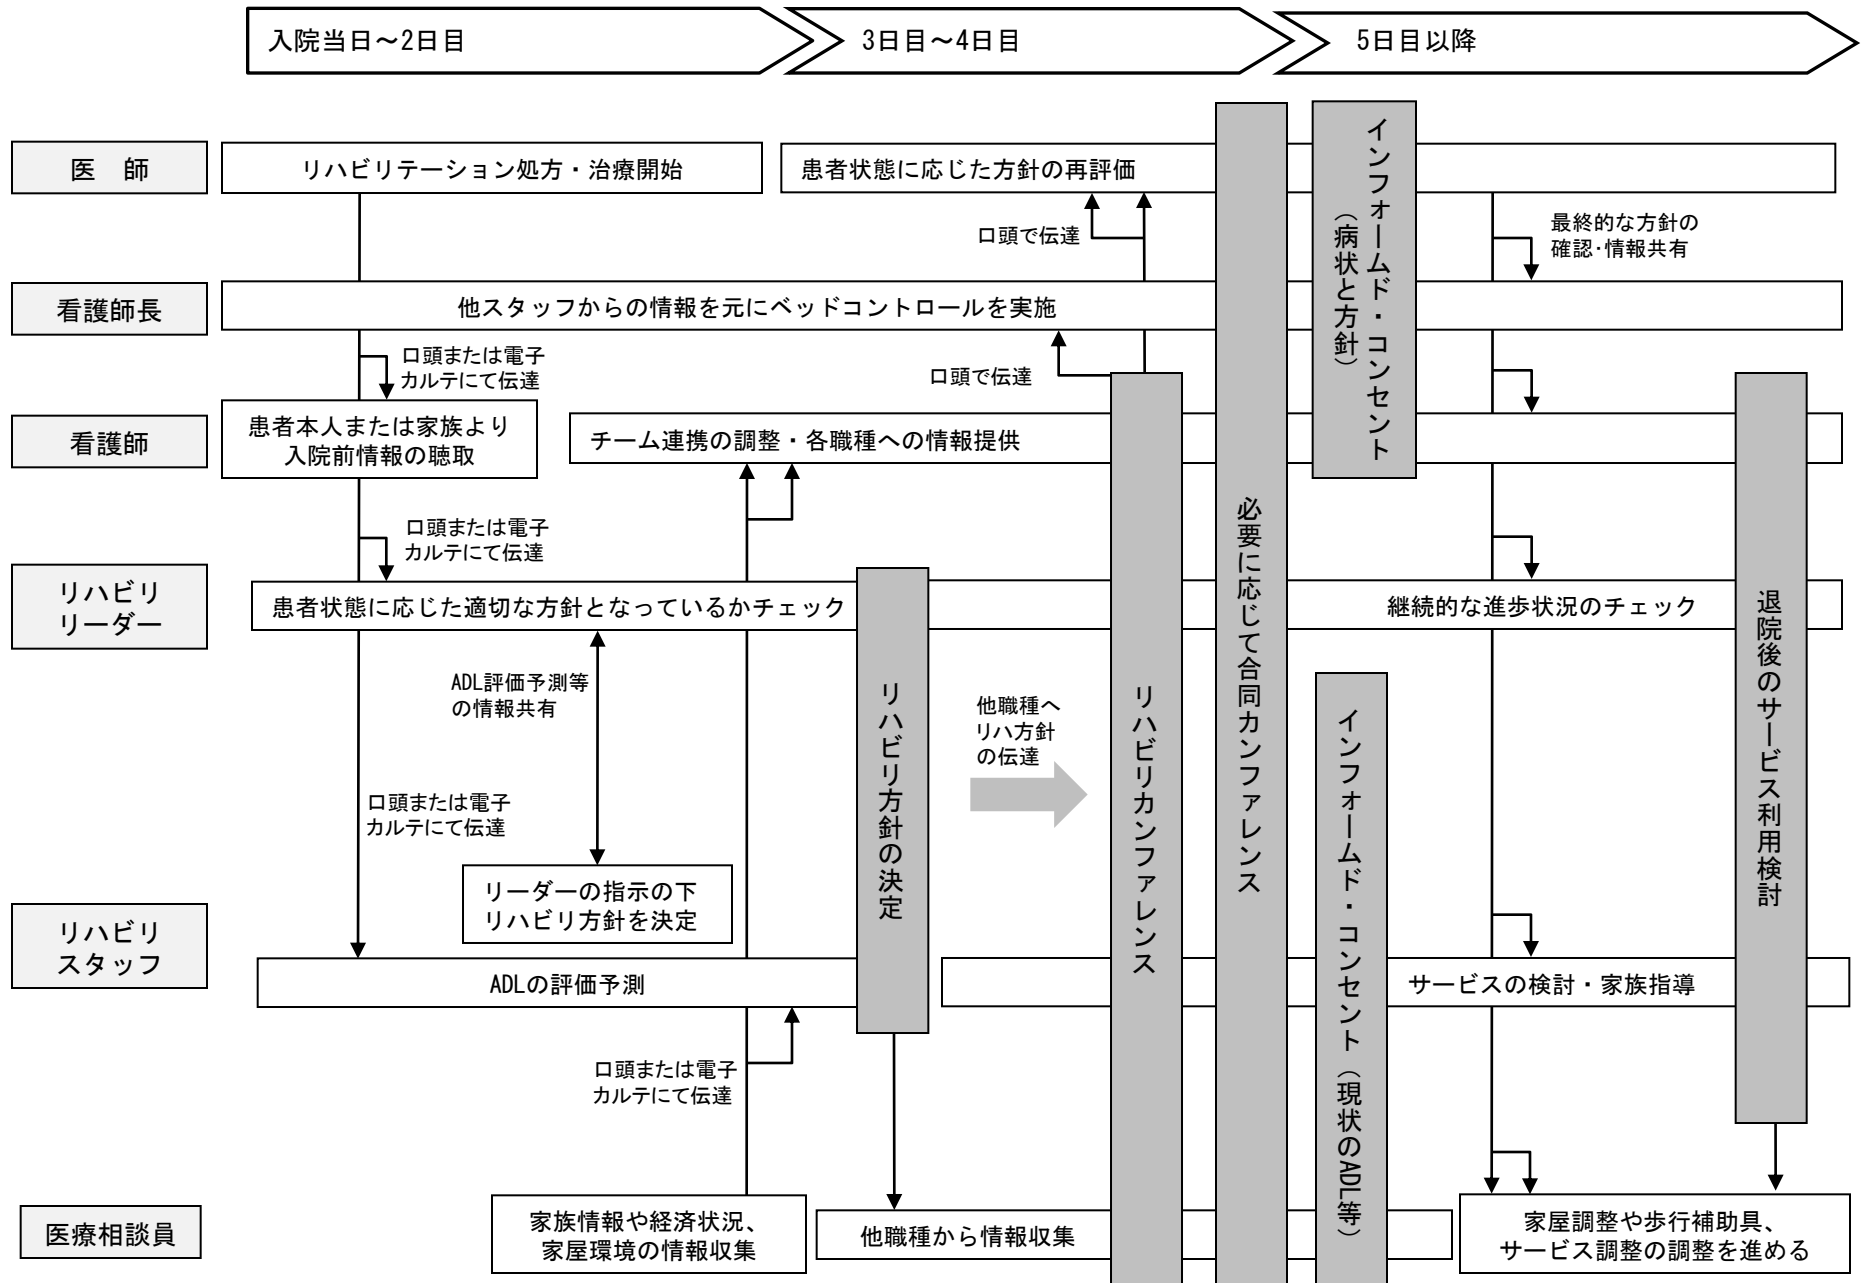 入院当日～2日目
3日目～4日目
5日目以降
医　師
リハビリテーション処方・治療開始
患者状態に応じた方針の再評価
口頭で伝達
最終的な方針の
確認･情報共有
看護師長
他スタッフからの情報を元にベッドコントロールを実施
口頭または電子
カルテにて伝達
口頭で伝達
看護師
患者本人または家族より
入院前情報の聴取
チーム連携の調整・各職種への情報提供
口頭または電子
カルテにて伝達
リハビリ
リーダー
患者状態に応じた適切な方針となっているかチェック
継続的な進歩状況のチェック
ADL評価予測等
の情報共有
口頭または電子
カルテにて伝達
リーダーの指示の下
リハビリ方針を決定
リハビリ
スタッフ
ADLの評価予測
サービスの検討・家族指導
口頭または電子
カルテにて伝達
医療相談員
家族情報や経済状況、
家屋環境の情報収集
他職種から情報収集
家屋調整や歩行補助具、
サービス調整の調整を進める
リハビリ方針の決定
他職種へ
リハ方針
の伝達
リハビリカンファレンス
必要に応じて合同カンファレンス
インフォームド・コンセント
（病状と方針）
インフォームド・コンセント（現状のADL等）
退院後のサービス利用検討